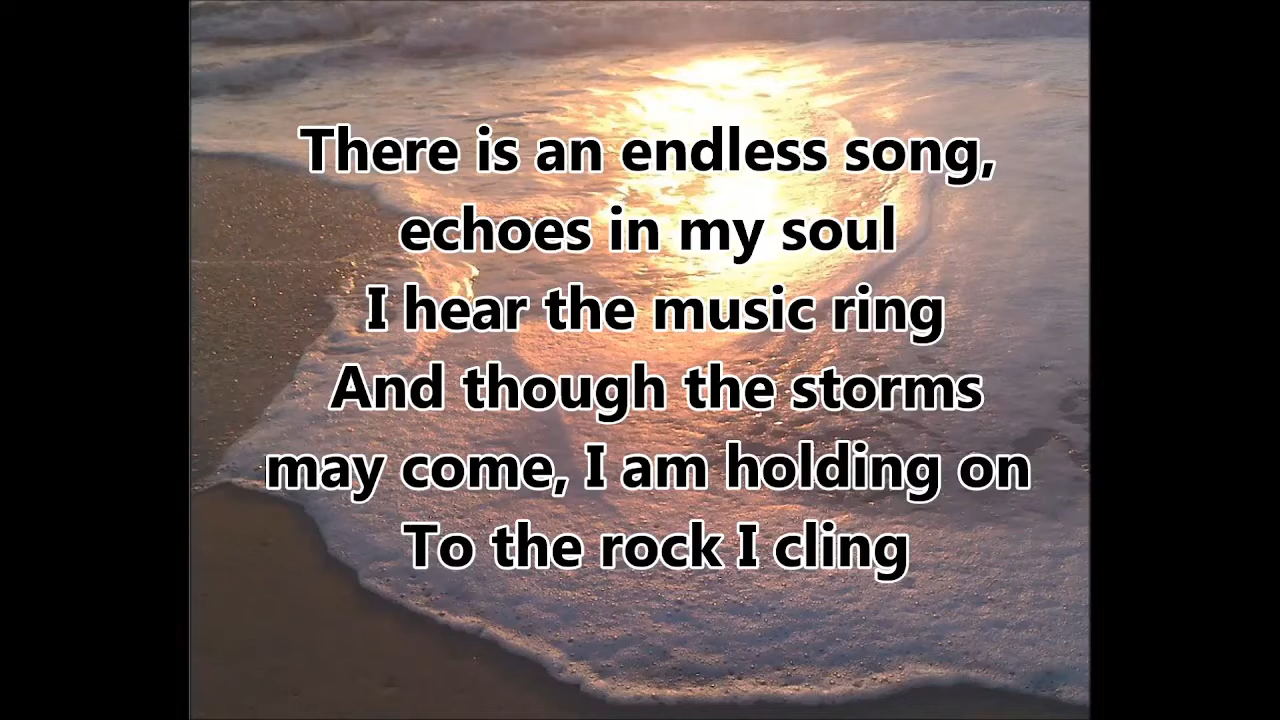 There is an endless song,
echoes in my soul
I hear the music ring
And though the storms
may come, I am holding on
To the rock I cling